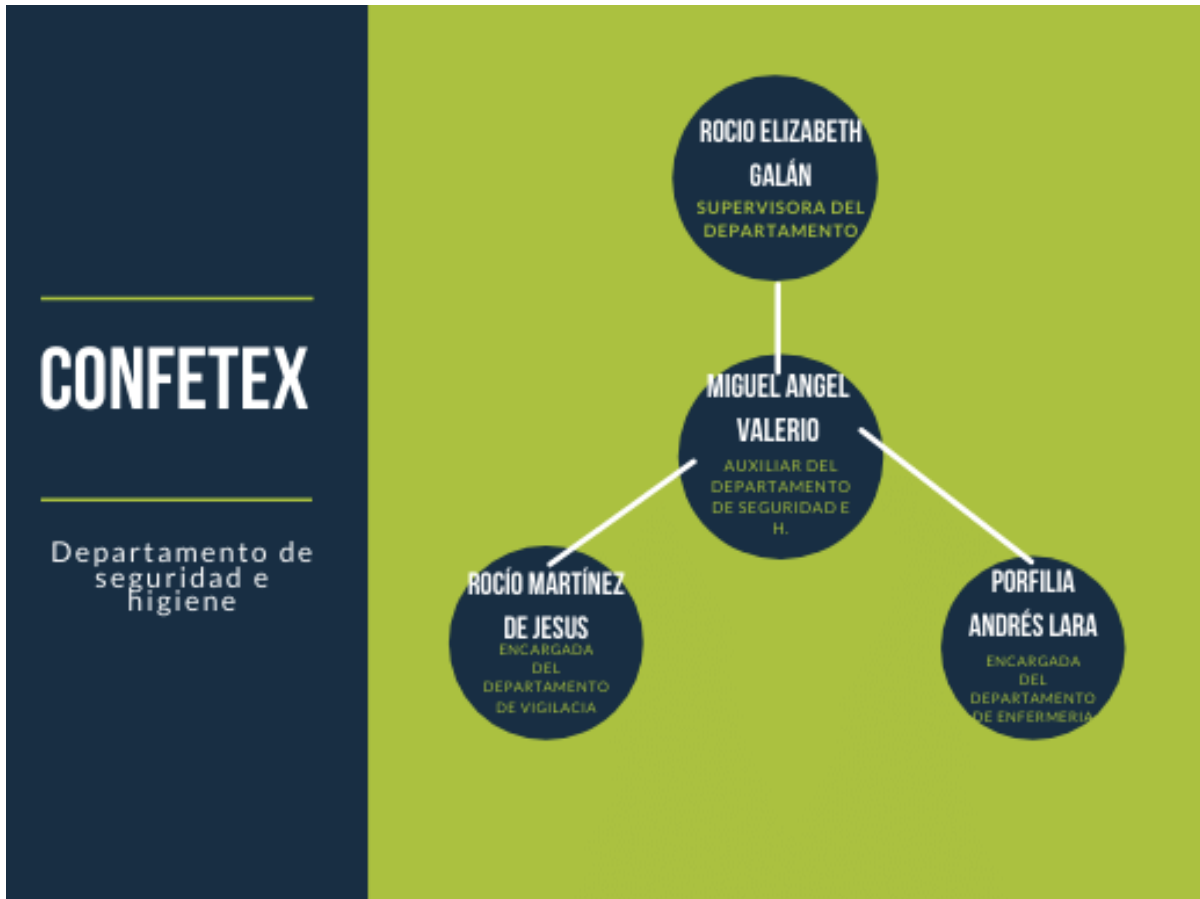 CONFETEX
Departamento de
seguridad e
higiene
ROCIO ELIZABETH
GALÁN
SUPERVISORA DEL
DEPARTAMENTO
MIGUEL ANGEL
VALERIO
AUXILIAR DEL
DEPARTAMENTO
DE SEGURIDAD E
H.
ROCÍO MARTÍNEZ
DE JESUS
ENCARGADA
DEL
DEPARTAMENTO
DE VIGILACIA
PORFILIA
ANDRÉS LARA
ENCARGADA
DEL
DEPARTAMENTO
DE ENFERMERIA